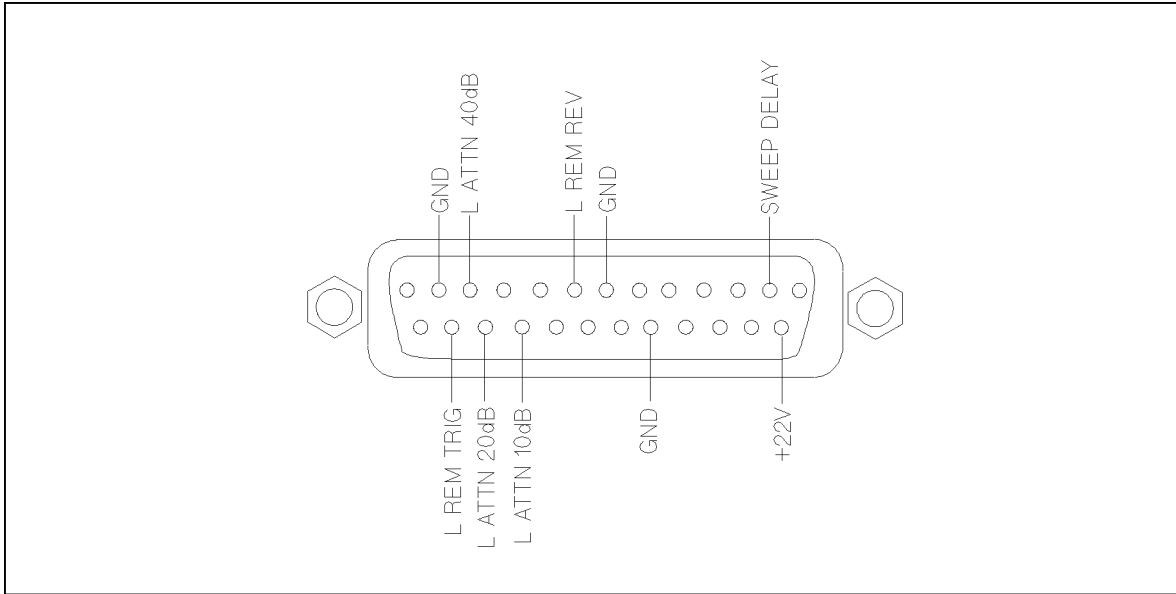 GND
L ATTN 40dB
L REM REV
GND
SWEEP DELAY
L REM TRIG
L ATTN 20dB
L ATTN 10dB
GND
+22V